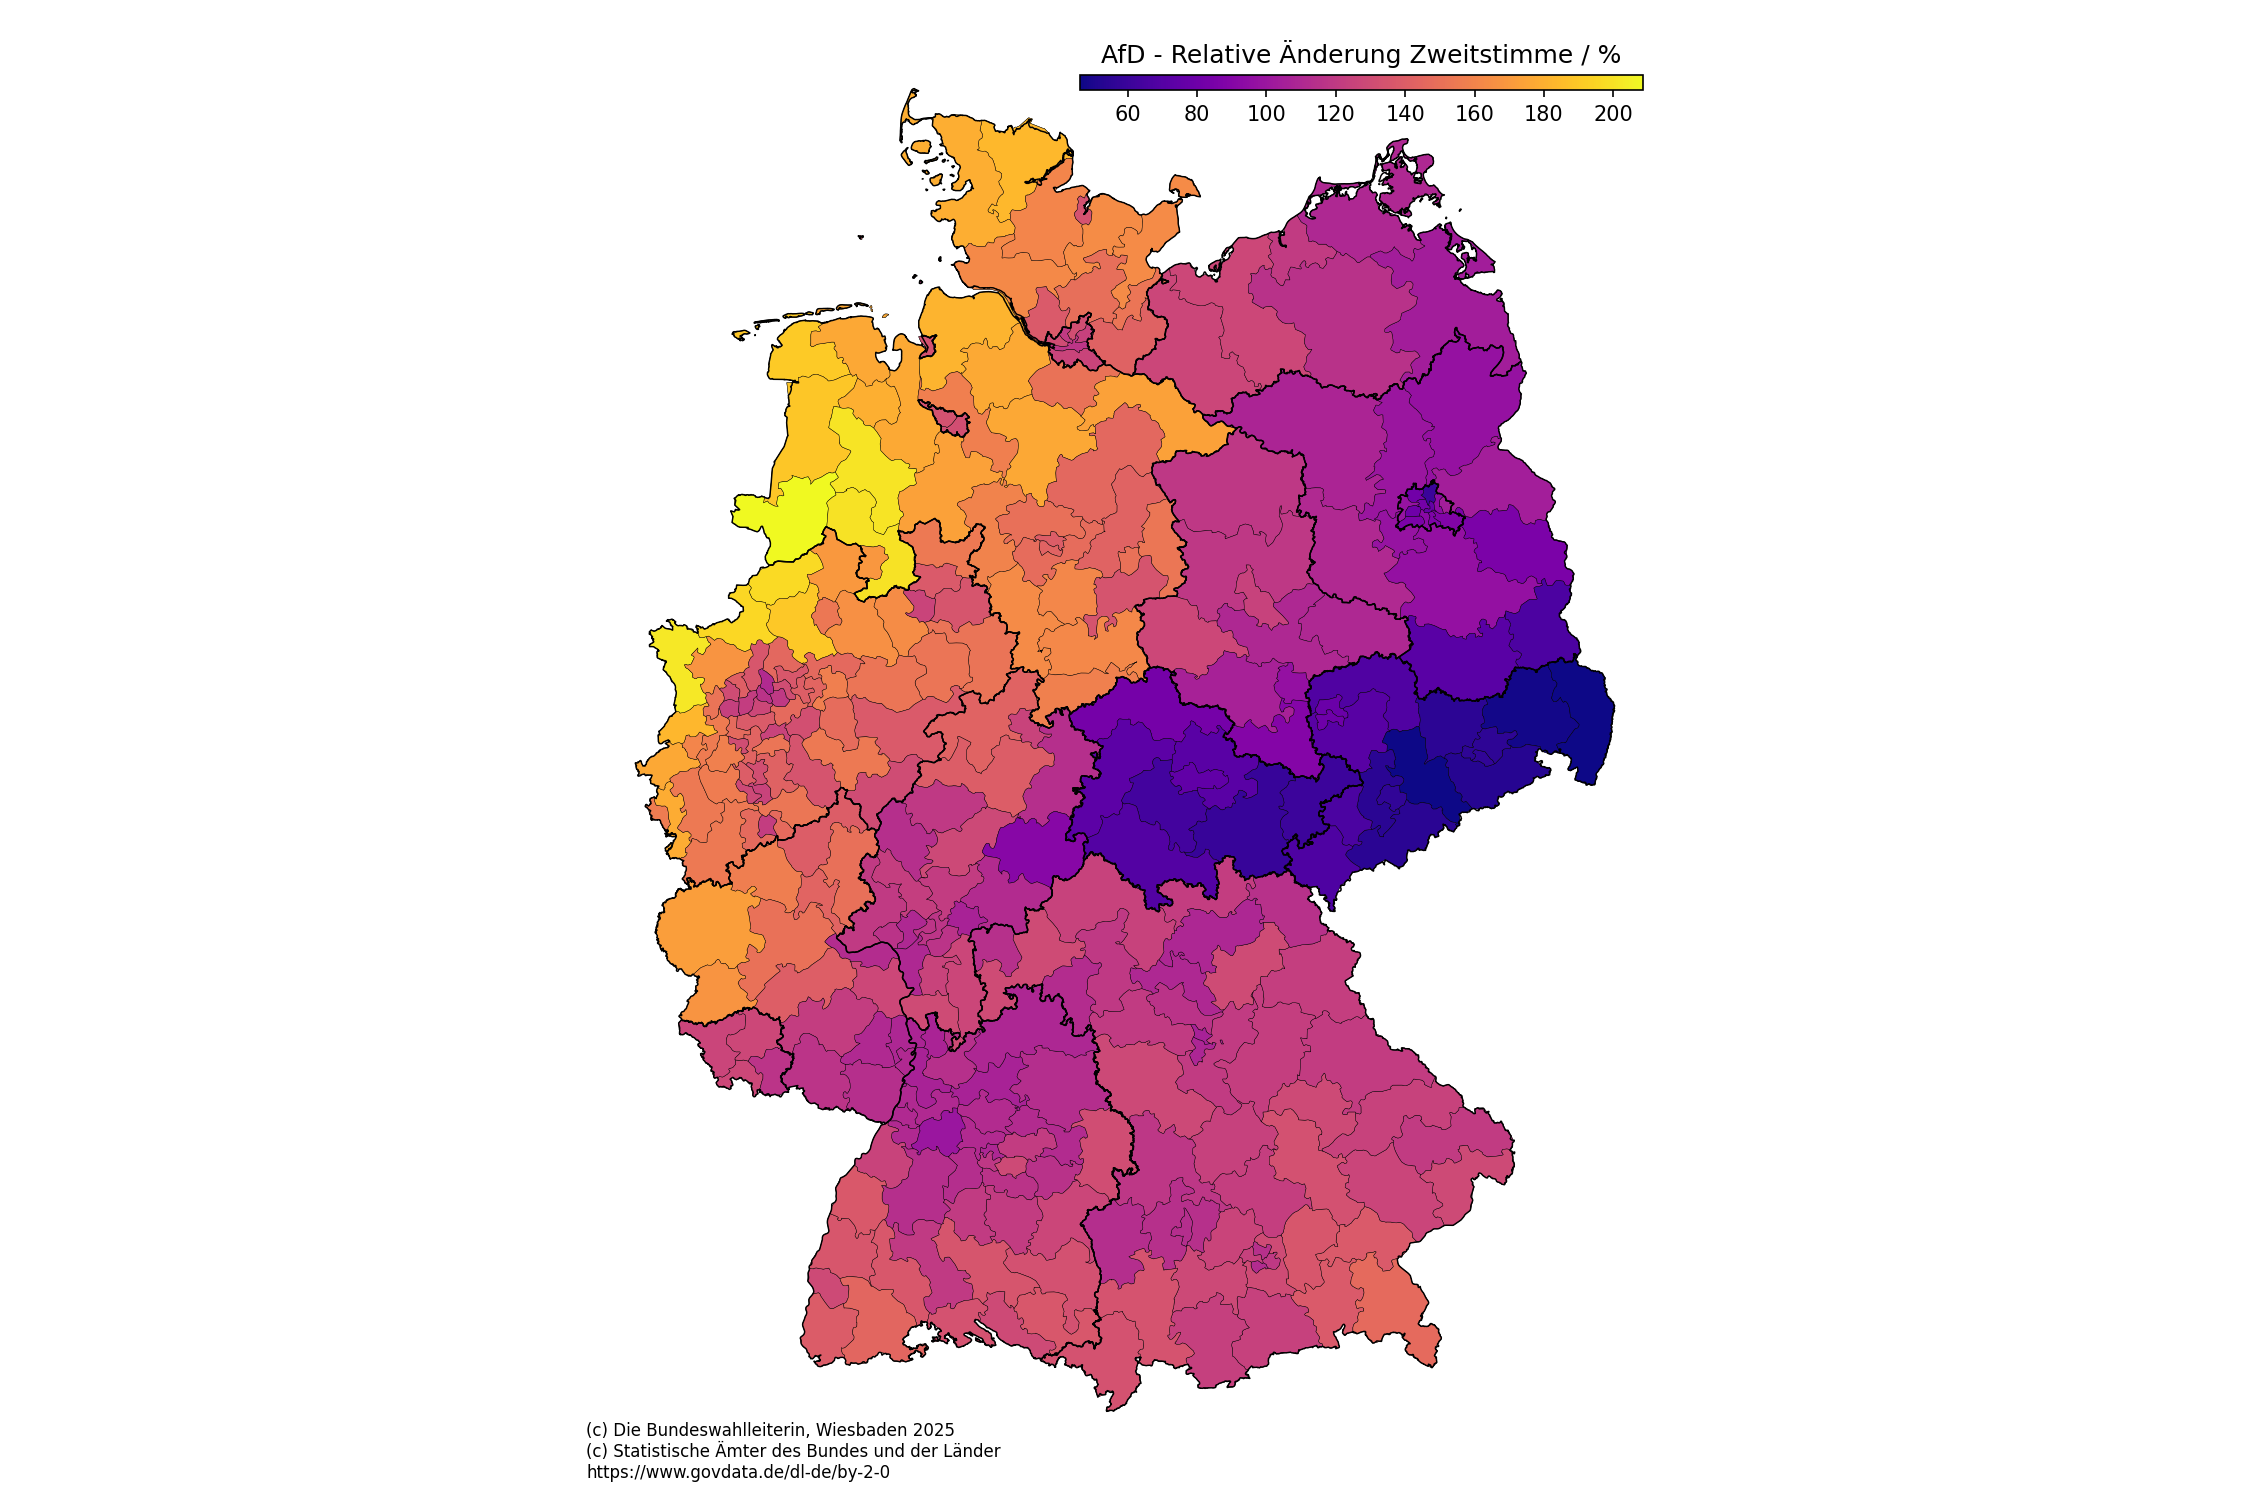 AfD - Relative Änderung Zweitstimme / %
60 80 100 120 140 160 180 200
(c) Die Bundeswahlleiterin, Wiesbaden 2025
(c) Statistische Ämter des Bundes und der Länder
https://www.govdata.de/dl-de/by-2-0